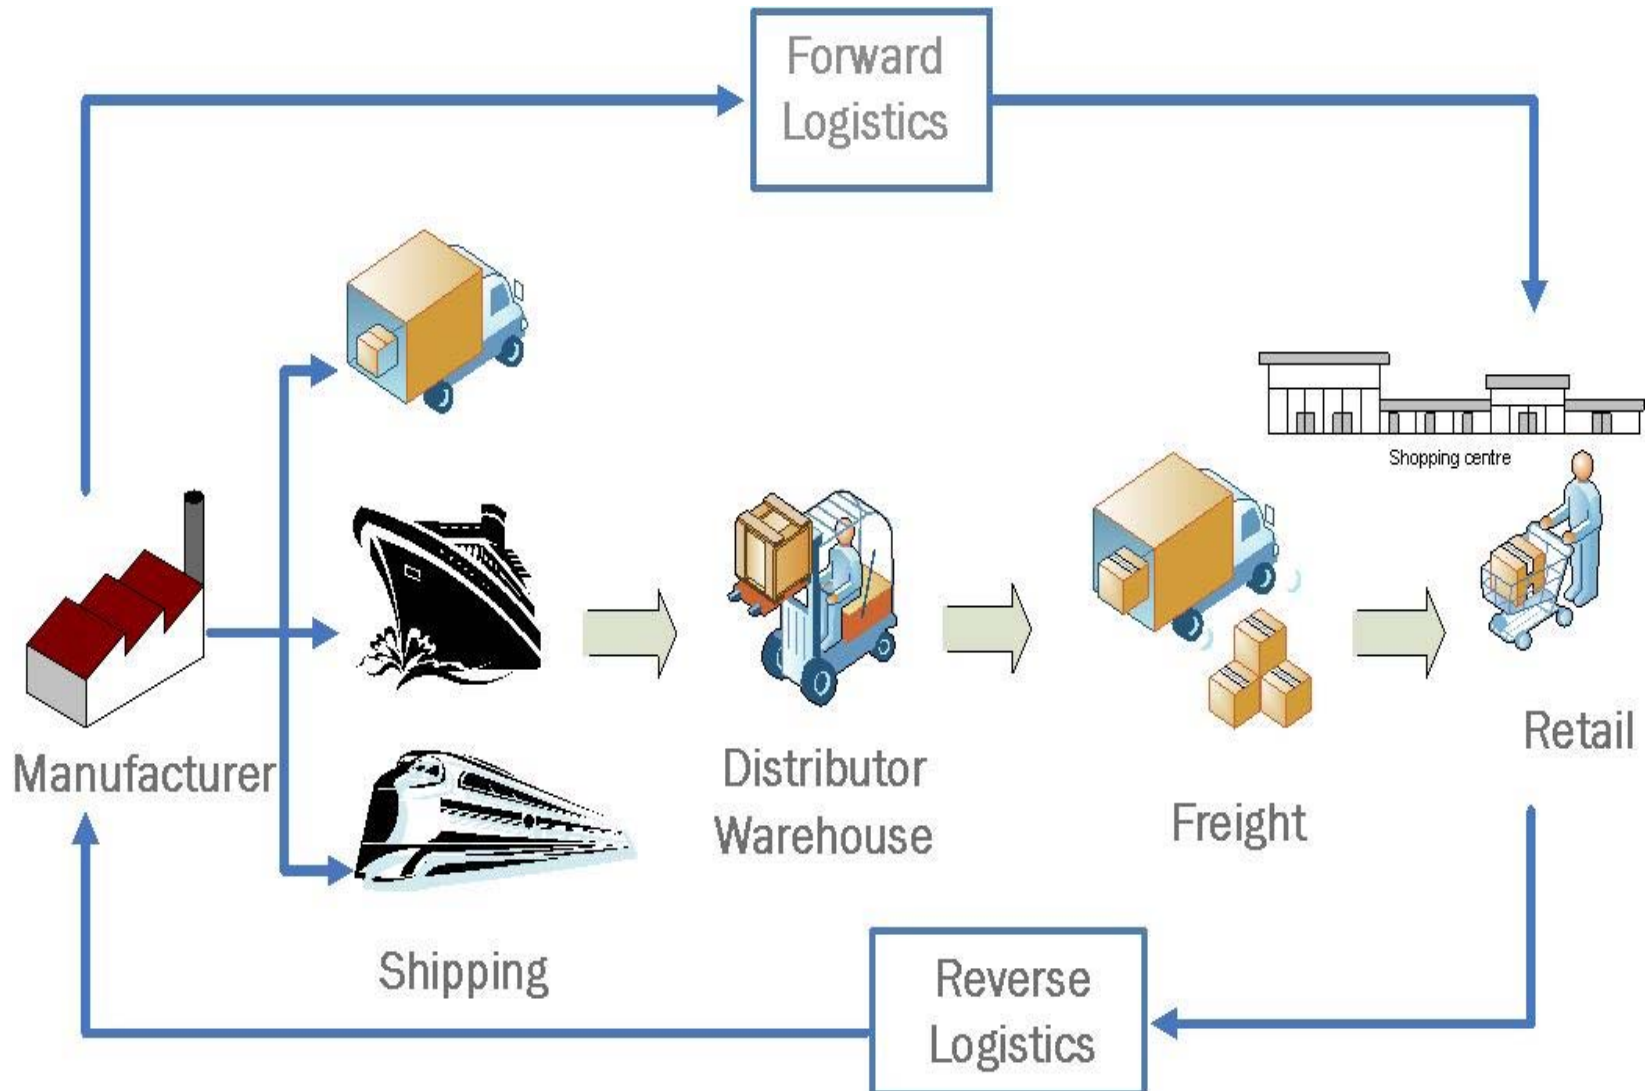 Forward
Logistics
Shopping centre
Manufacturer
Distributor
Warehouse
Freight
Retail
Shipping
Reverse
Logistics